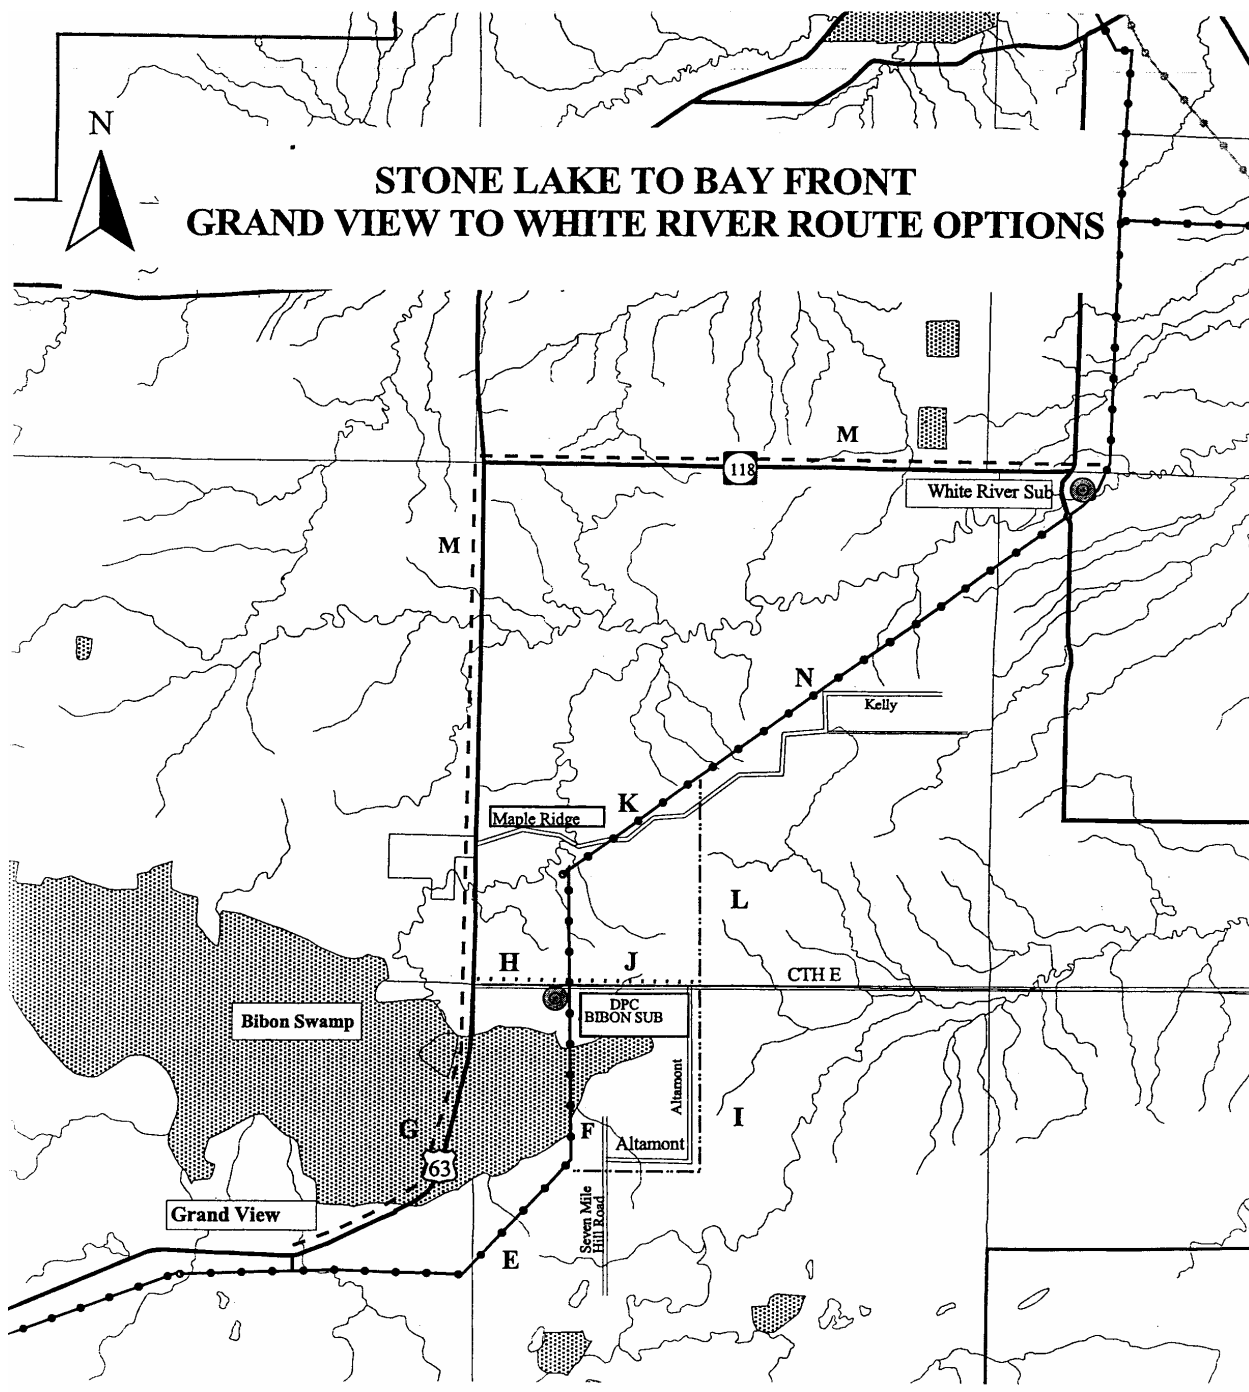 N
STONE LAKE TO BAY FRONT
GRAND VIEW TO WHITE RIVER ROUTE OPTIONS
M
118
White River Sub
M
N
Kelly
K
Maple Ridge
L
H
J
CTH E
DPC
BIBON SUB
Bibon Swamp
Altamont
G
F
I
Altamont
63
Grand View
Seven Mile
Hill Road
E